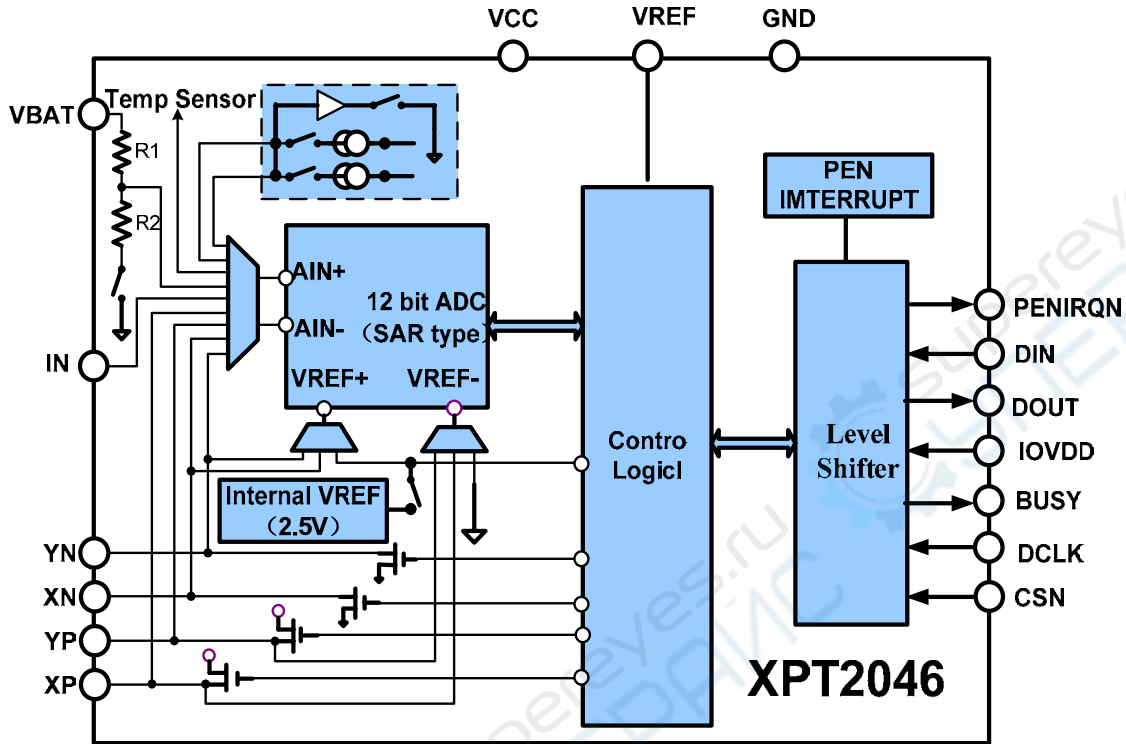 VCC
VREF
GND
VBAT
Temp Sensor
R1
R2
PEN
IMTERRUPT
AIN+
12 bit ADC
(SAR type)
AIN-
VREF+
VREF-
IN
PENIRQN
DIN
DOUT
IOVDD
BUSY
DCLK
CSN
Contro
Logicl
Level
Shifter
Internal VREF
(2.5V)
YN
XN
YP
XP
XPT2046
supereyes.ru